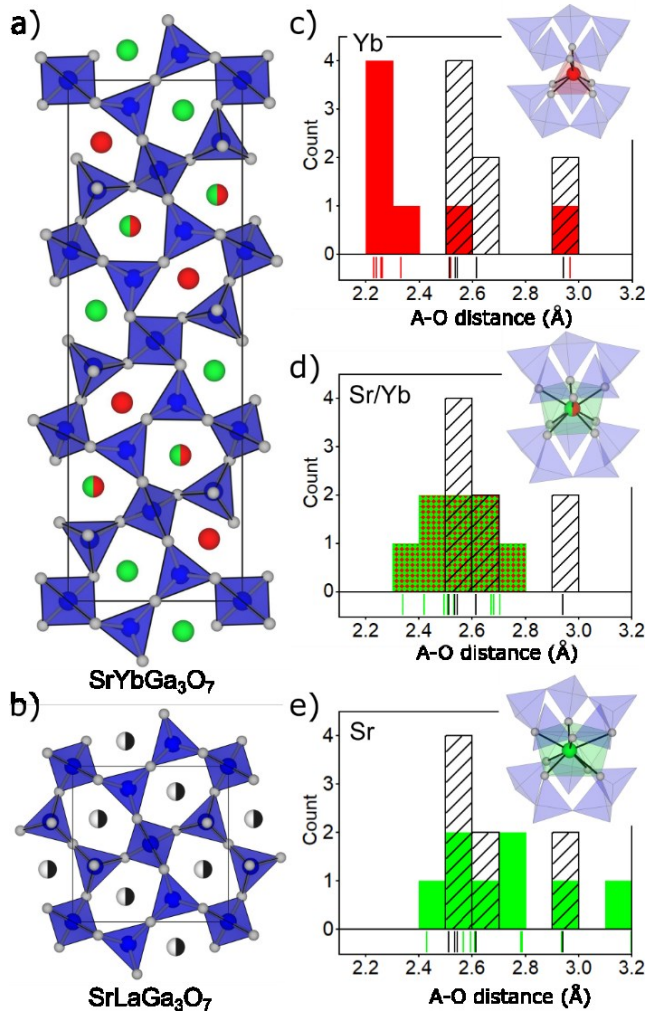 a)
SrYbGa₃O₇
b)
SrLaGa₃O₇
c)
Yb
Count
4
3
2
1
0
2.2 2.4 2.6 2.8 3.0 3.2
A-O distance (Å)
d)
Sr/Yb
Count
4
3
2
1
0
2.2 2.4 2.6 2.8 3.0 3.2
A-O distance (Å)
e)
Sr
Count
4
3
2
1
0
2.2 2.4 2.6 2.8 3.0 3.2
A-O distance (Å)